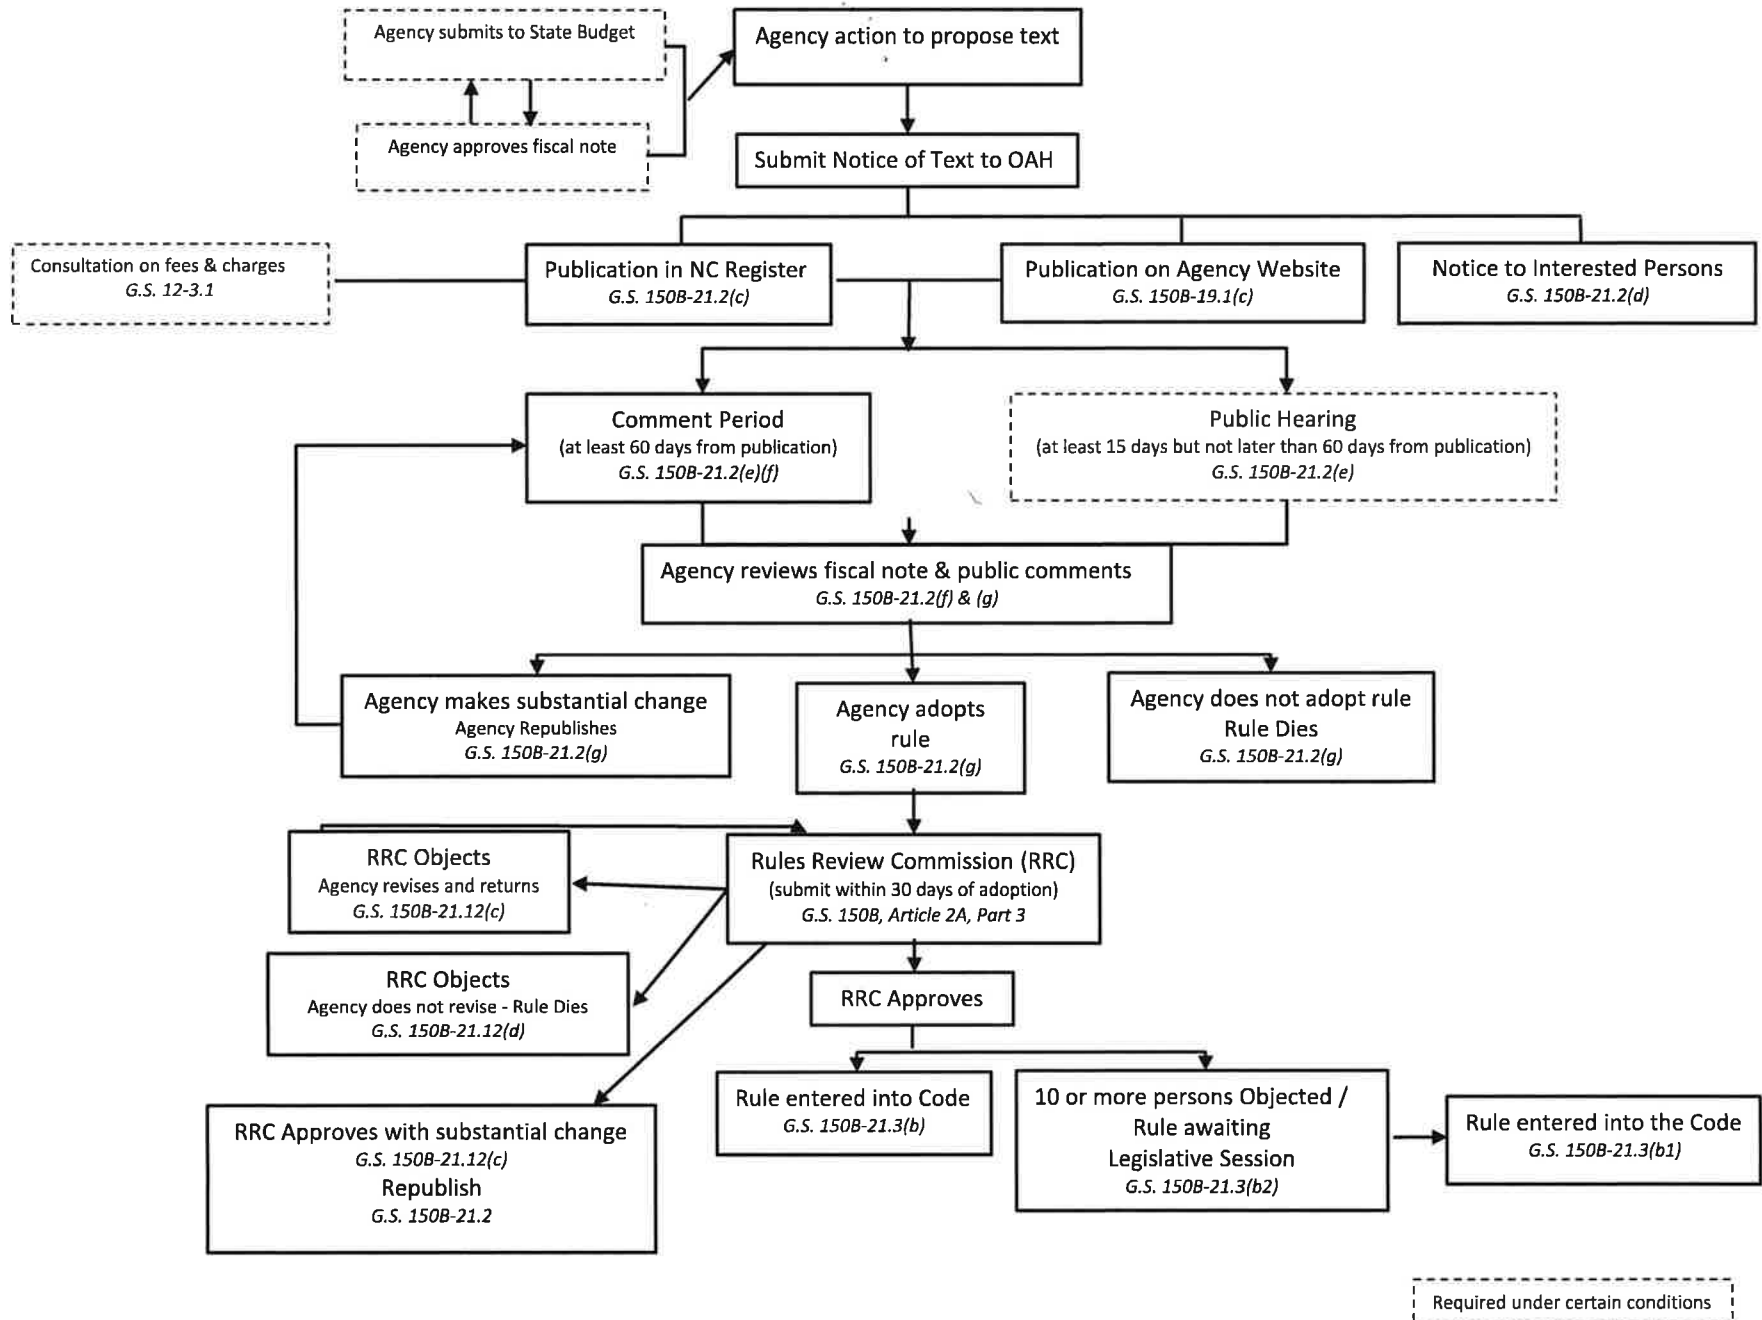 Agency submits to State Budget
Agency action to propose text
Agency approves fiscal note
Submit Notice of Text to OAH
Consultation on fees & charges
G.S. 12-3.1
Publication in NC Register
G.S. 150B-21.2(c)
Publication on Agency Website
G.S. 150B-19.1(c)
Notice to Interested Persons
G.S. 150B-21.2(d)
Comment Period
(at least 60 days from publication)
G.S. 150B-21.2(e)(f)
Public Hearing
(at least 15 days but not later than 60 days from publication)
G.S. 150B-21.2(e)
Agency reviews fiscal note & public comments
G.S. 150B-21.2(f) & (g)
Agency makes substantial change
Agency Republishes
G.S. 150B-21.2(g)
Agency adopts
rule
G.S. 150B-21.2(g)
Agency does not adopt rule
Rule Dies
G.S. 150B-21.2(g)
RRC Objects
Agency revises and returns
G.S. 150B-21.12(c)
Rules Review Commission (RRC)
(submit within 30 days of adoption)
G.S. 150B, Article 2A, Part 3
RRC Objects
Agency does not revise - Rule Dies
G.S. 150B-21.12(d)
RRC Approves
RRC Approves with substantial change
G.S. 150B-21.12(c)
Republish
G.S. 150B-21.2
Rule entered into Code
G.S. 150B-21.3(b)
10 or more persons Objected /
Rule awaiting
Legislative Session
G.S. 150B-21.3(b2)
Rule entered into the Code
G.S. 150B-21.3(b1)
Required under certain conditions